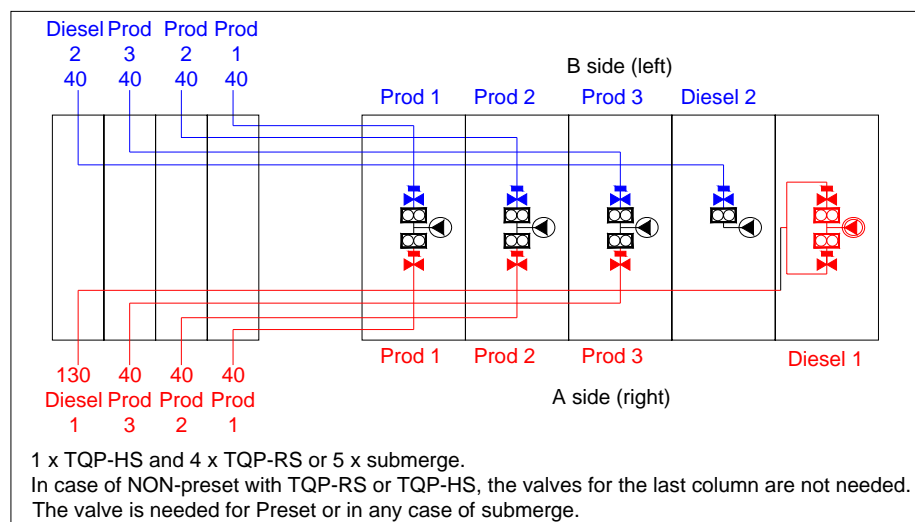 Diesel Prod Prod Prod
2 3 2 1
40 40 40 40
B side (left)
Prod 1 Prod 2 Prod 3 Diesel 2
Prod 1 Prod 2 Prod 3 Diesel 1
A side (right)
130 40 40 40
Diesel Prod Prod Prod
1 3 2 1
1 x TQP-HS and 4 x TQP-RS or 5 x submerge.
In case of NON-preset with TQP-RS or TQP-HS, the valves for the last column are not needed.
The valve is needed for Preset or in any case of submerge.